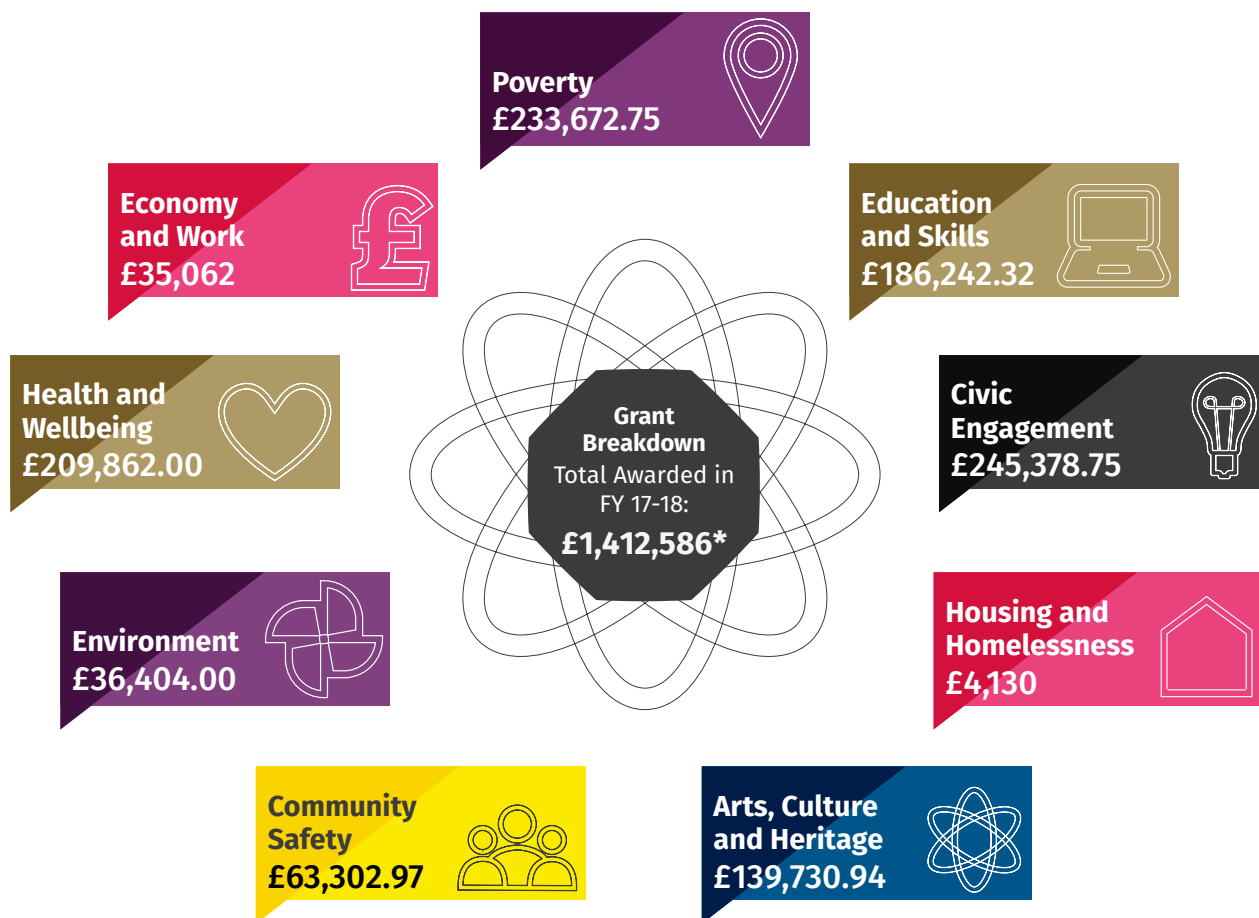 Poverty
£233,672.75
Economy
and Work
£35,062
Education
and Skills
£186,242.32
Health and
Wellbeing
£209,862.00
Grant
Breakdown
Total Awarded in
FY 17-18:
£1,412,586*
Civic
Engagement
£245,378.75
Environment
£36,404.00
Housing and
Homelessness
£4,130
Community
Safety
£63,302.97
Arts, Culture
and Heritage
£139,730.94